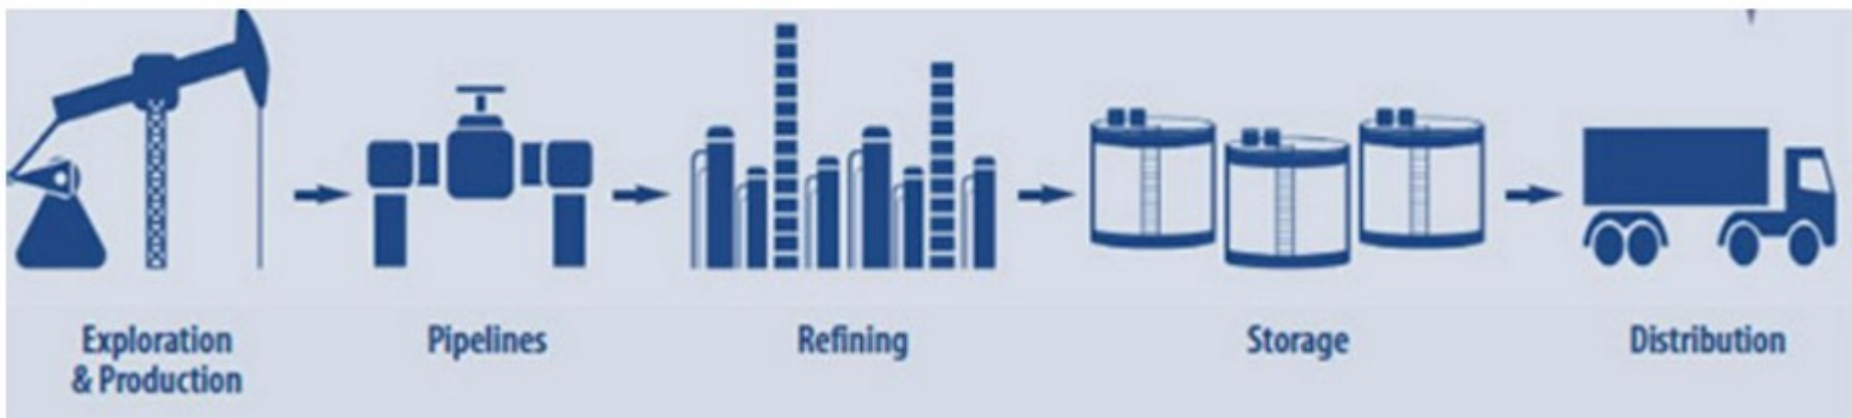 Exploration
& Production
Pipelines
Refining
Storage
Distribution